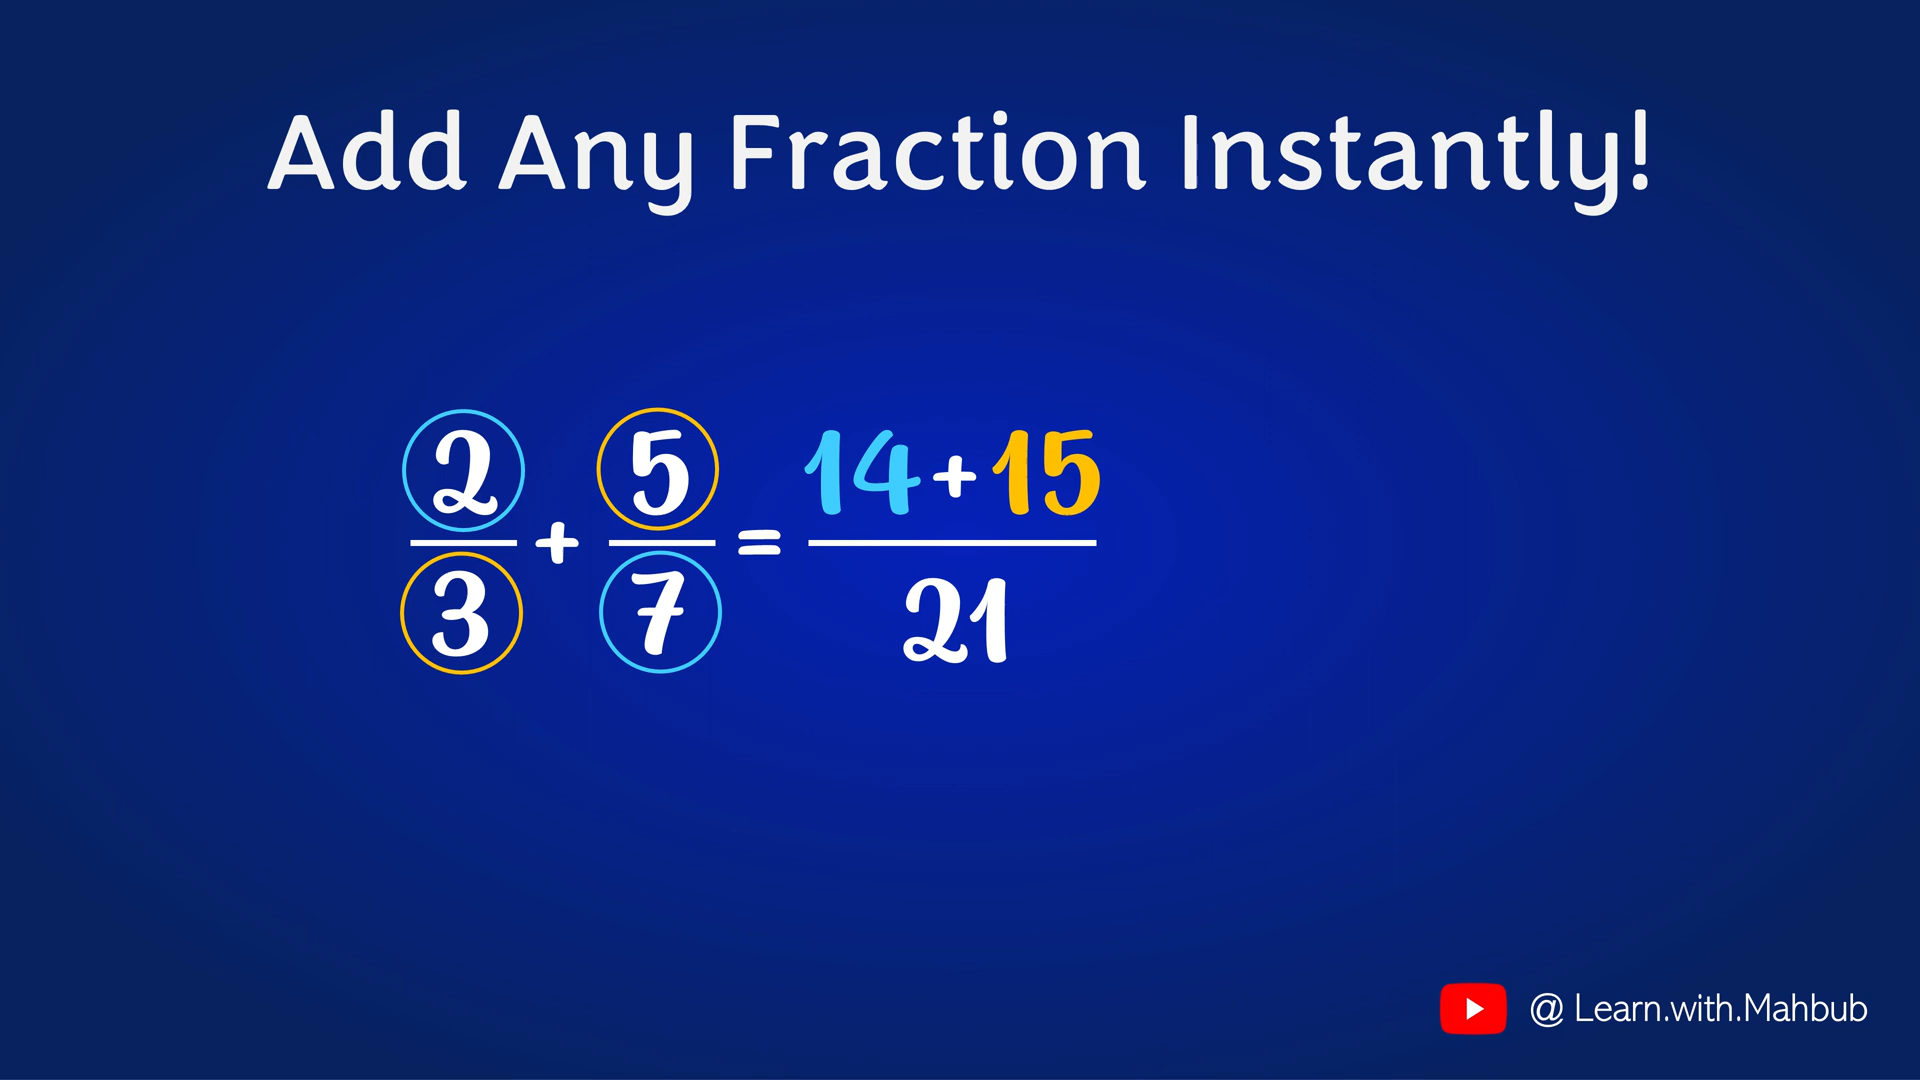 Add Any Fraction Instantly!
2/3 + 5/7 = 14+15/21
@ Learn.with.Mahbub